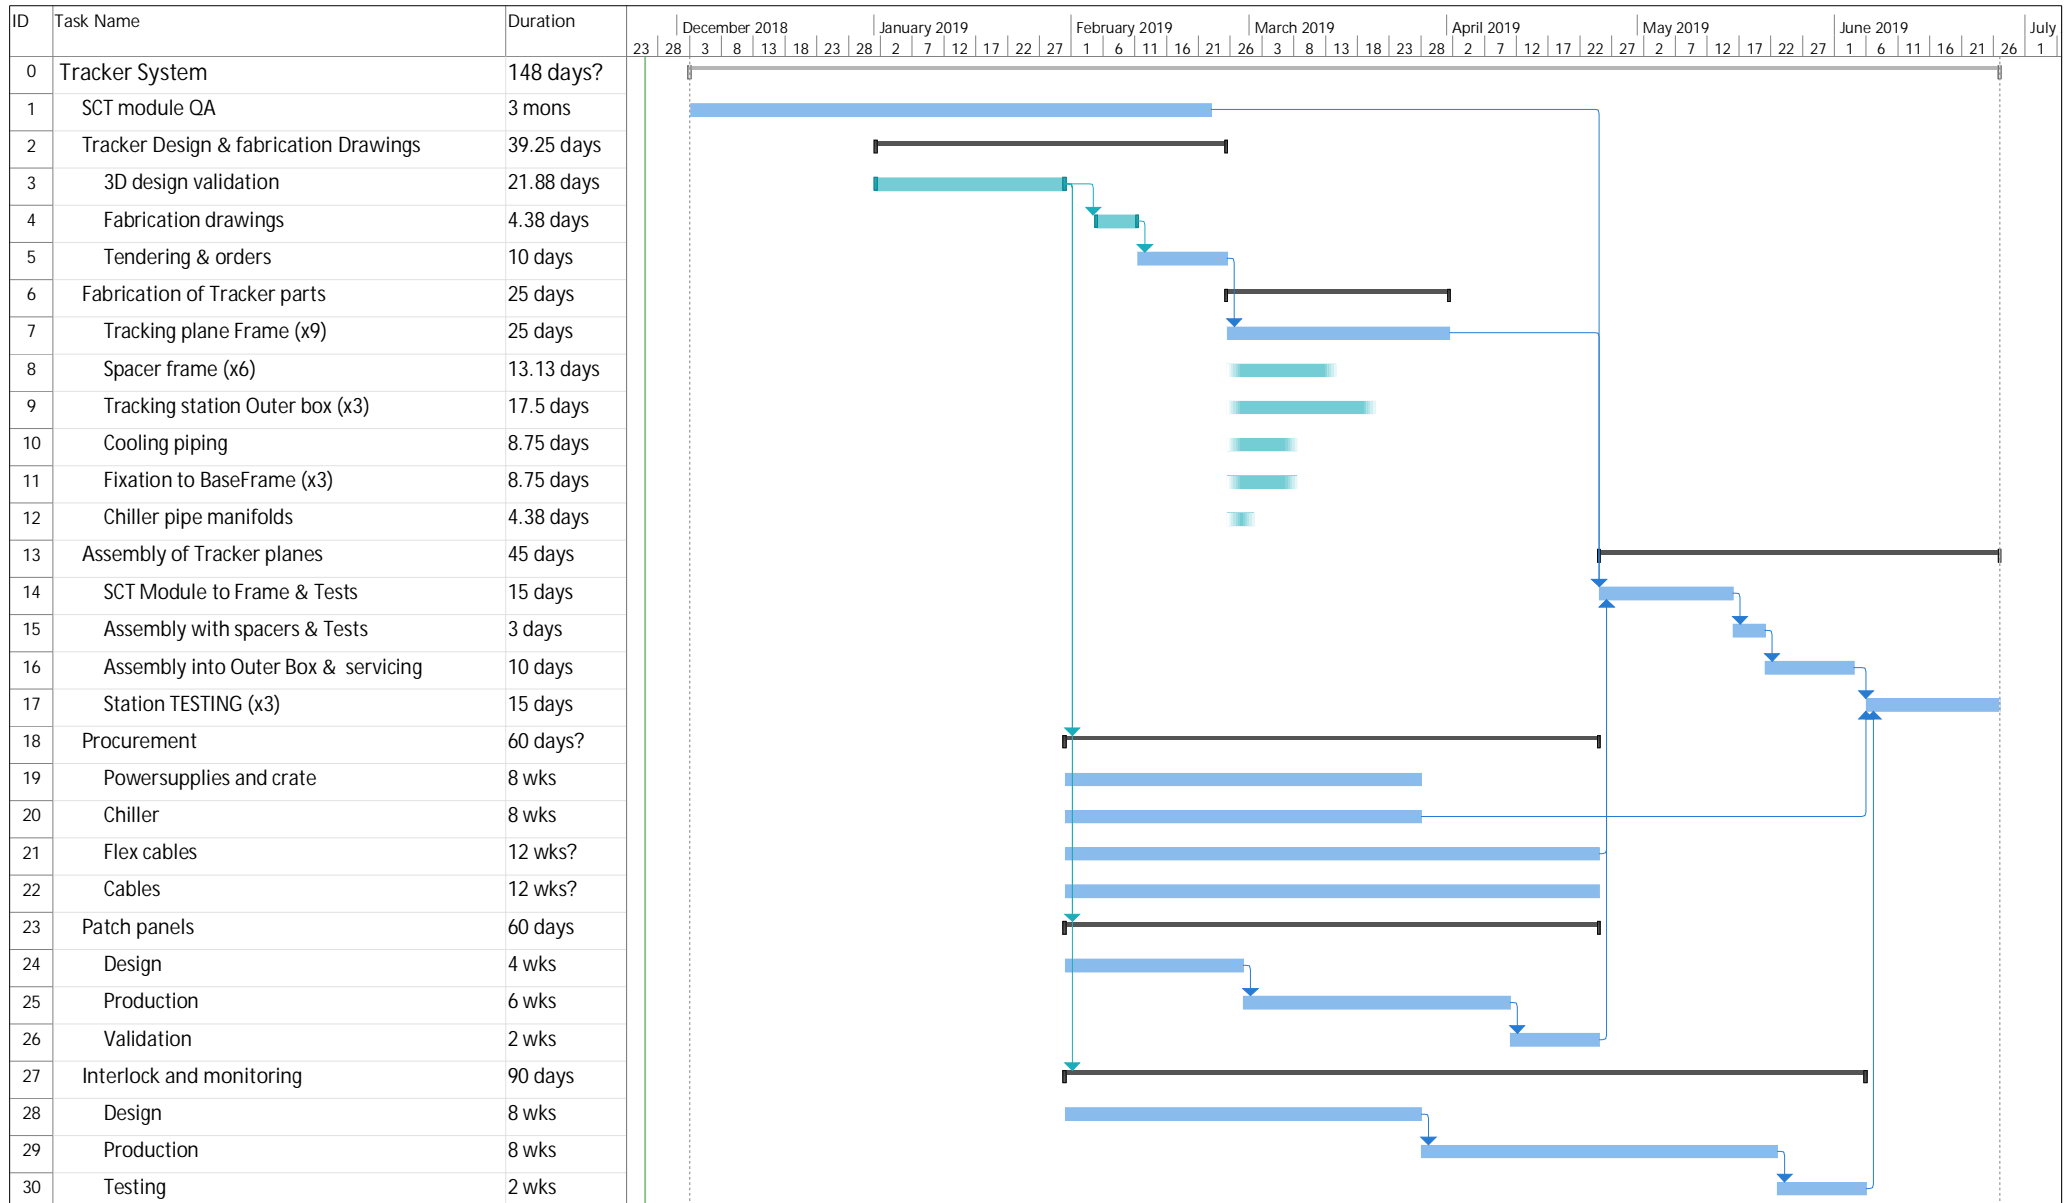 ID Task Name Duration December 2018 January 2019 February 2019 March 2019 April 2019 May 2019 June 2019 July
23 28 3 8 13 18 23 28 2 7 12 17 22 27 1 6 11 16 21 26 3 8 13 18 23 28 2 7 12 17 22 27 2 7 12 17 22 27 1 6 11 16 21 26 1
0 Tracker System 148 days?
1 SCT module QA 3 mons
2 Tracker Design & fabrication Drawings 39.25 days
3 3D design validation 21.88 days
4 Fabrication drawings 4.38 days
5 Tendering & orders 10 days
6 Fabrication of Tracker parts 25 days
7 Tracking plane Frame (x9) 25 days
8 Spacer frame (x6) 13.13 days
9 Tracking station Outer box (x3) 17.5 days
10 Cooling piping 8.75 days
11 Fixation to BaseFrame (x3) 8.75 days
12 Chiller pipe manifolds 4.38 days
13 Assembly of Tracker planes 45 days
14 SCT Module to Frame & Tests 15 days
15 Assembly with spacers & Tests 3 days
16 Assembly into Outer Box & servicing 10 days
17 Station TESTING (x3) 15 days
18 Procurement 60 days?
19 Powersupplies and crate 8 wks
20 Chiller 8 wks
21 Flex cables 12 wks?
22 Cables 12 wks?
23 Patch panels 60 days
24 Design 4 wks
25 Production 6 wks
26 Validation 2 wks
27 Interlock and monitoring 90 days
28 Design 8 wks
29 Production 8 wks
30 Testing 2 wks